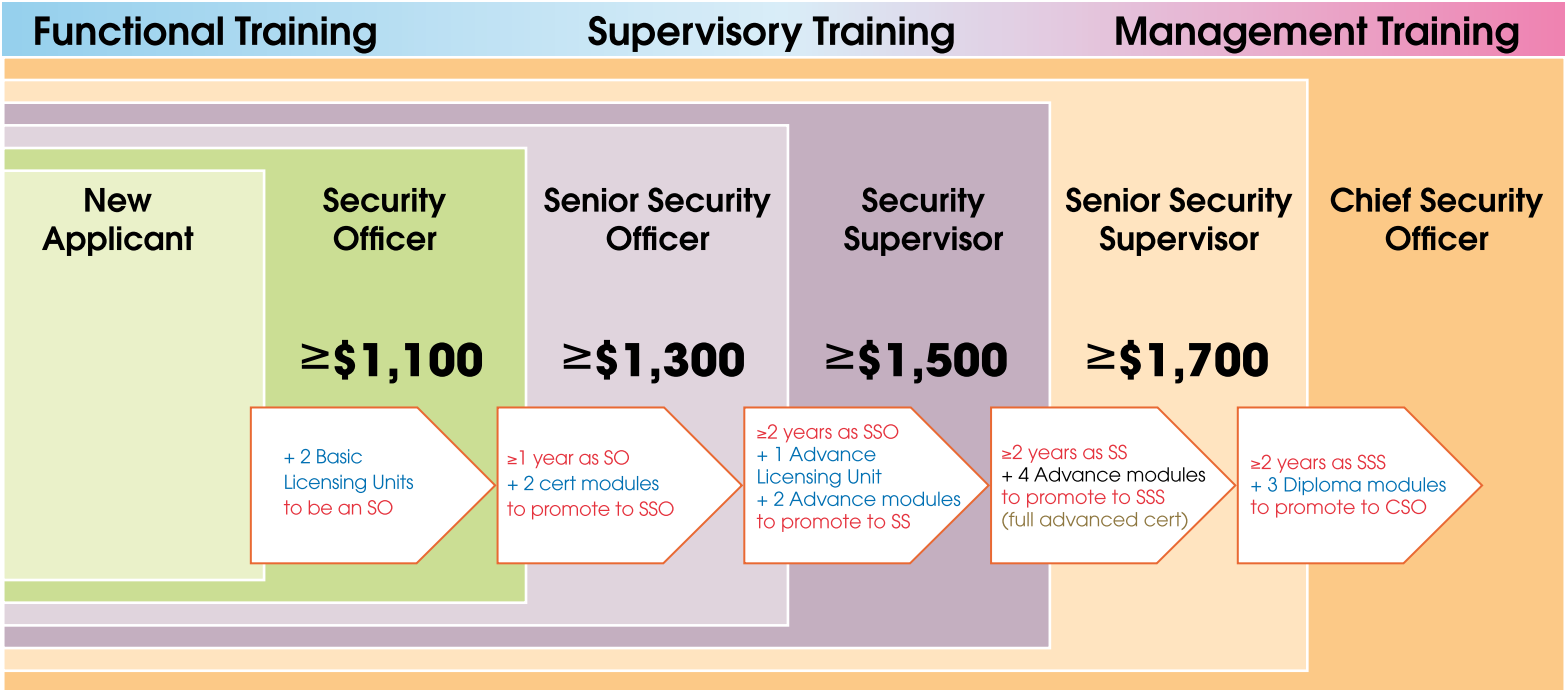 Functional Training
Supervisory Training
Management Training
New
Applicant
Security
Officer
Senior Security
Officer
Security
Supervisor
Senior Security
Supervisor
Chief Security
Officer
≥$1,100
≥$1,300
≥$1,500
≥$1,700
+ 2 Basic
Licensing Units
to be an SO
≥1 year as SO
+ 2 cert modules
to promote to SSO
≥2 years as SSO
+ 1 Advance
Licensing Unit
+ 2 Advance modules
to promote to SS
≥2 years as SS
+ 4 Advance modules
to promote to SSS
(full advanced cert)
≥2 years as SSS
+ 3 Diploma modules
to promote to CSO